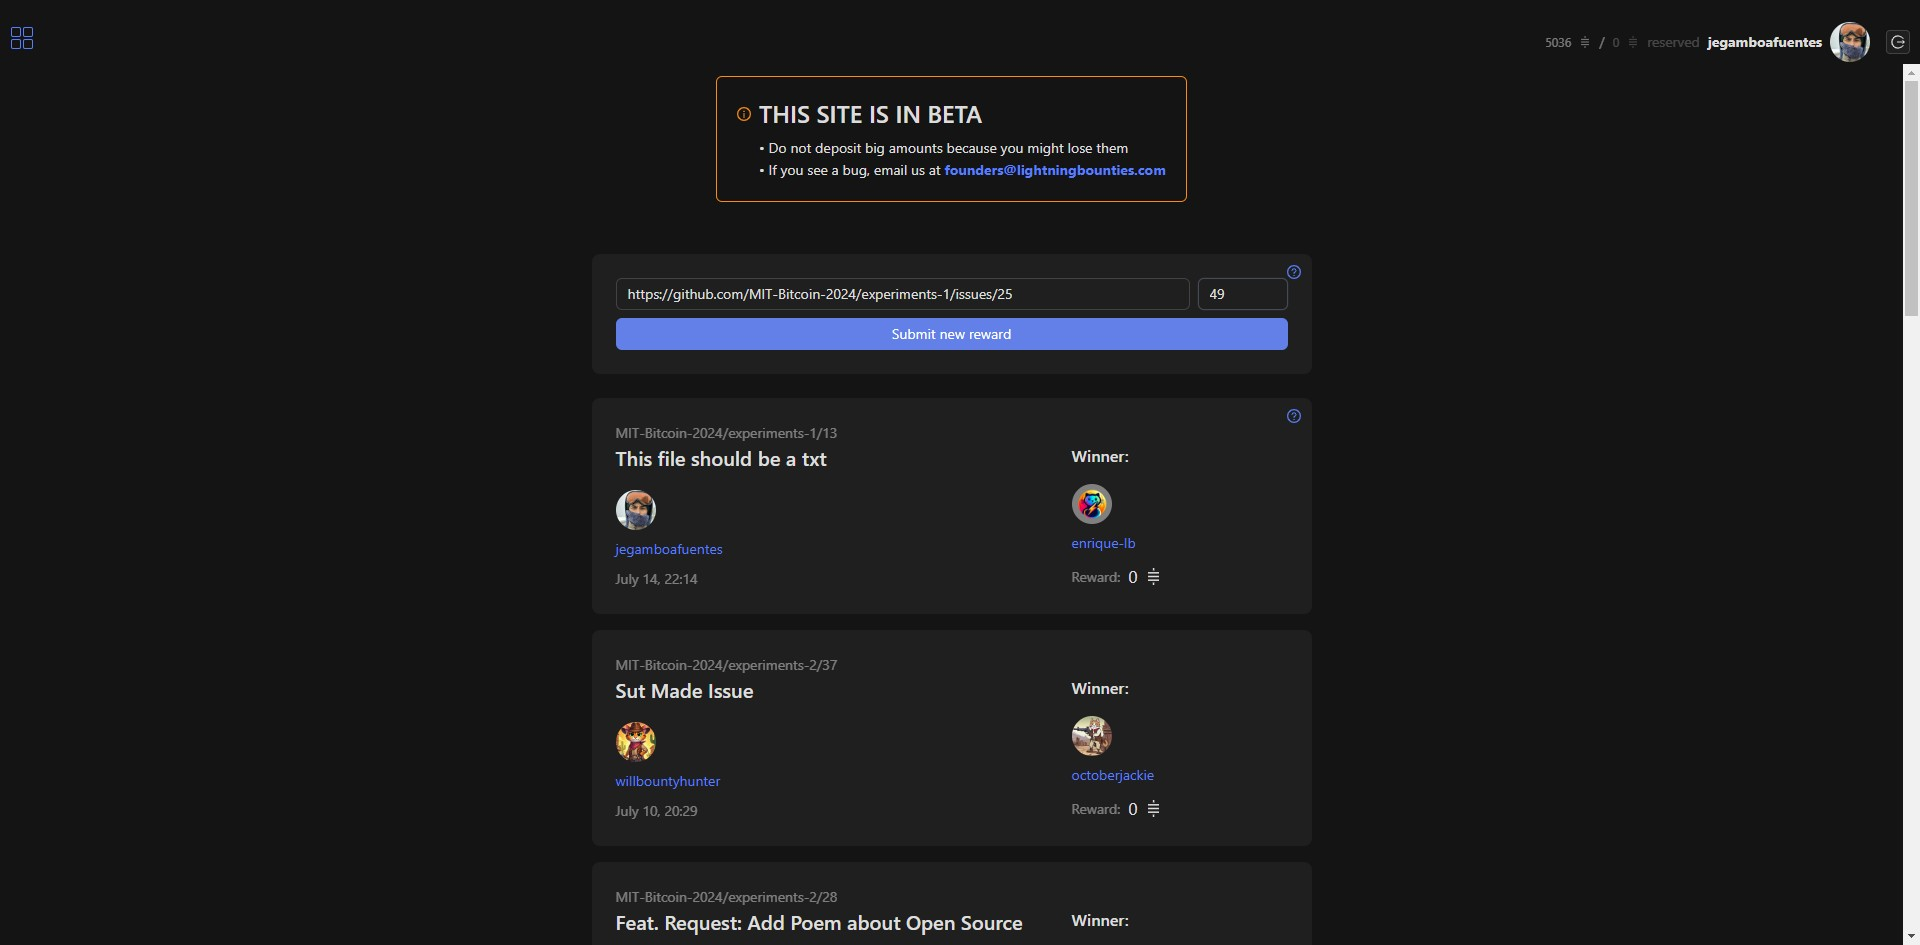 5036 / 0 reserved jegamboafuentes
THIS SITE IS IN BETA
• Do not deposit big amounts because you might lose them
• If you see a bug, email us at founders@lightningbounties.com
https://github.com/MIT-Bitcoin-2024/experiments-1/issues/25 49
Submit new reward
MIT-Bitcoin-2024/experiments-1/13
This file should be a txt
jegamboafuentes
July 14, 22:14
Winner:
enrique-lb
Reward: 0
MIT-Bitcoin-2024/experiments-2/37
Sut Made Issue
willbountyhunter
July 10, 20:29
Winner:
octoberjackie
Reward: 0
MIT-Bitcoin-2024/experiments-2/28
Feat. Request: Add Poem about Open Source
Winner: